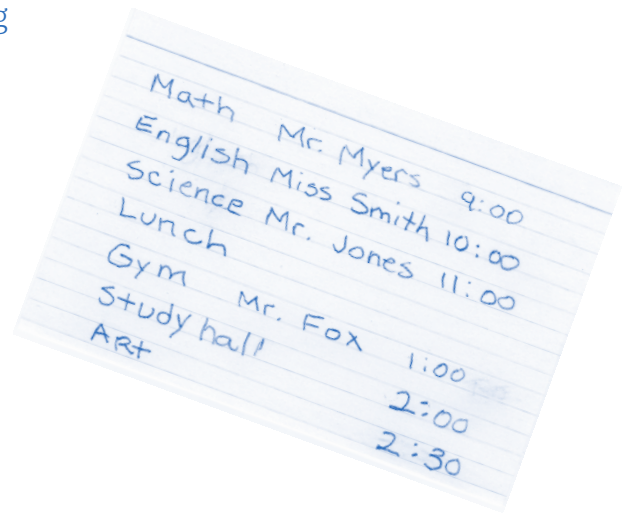 g
Math Mr. Myers 9:00
English Miss Smith 10:00
Science Mr. Jones 11:00
Lunch
Gym Mr. Fox 1:00
Study hall 2:00
ARt 2:30